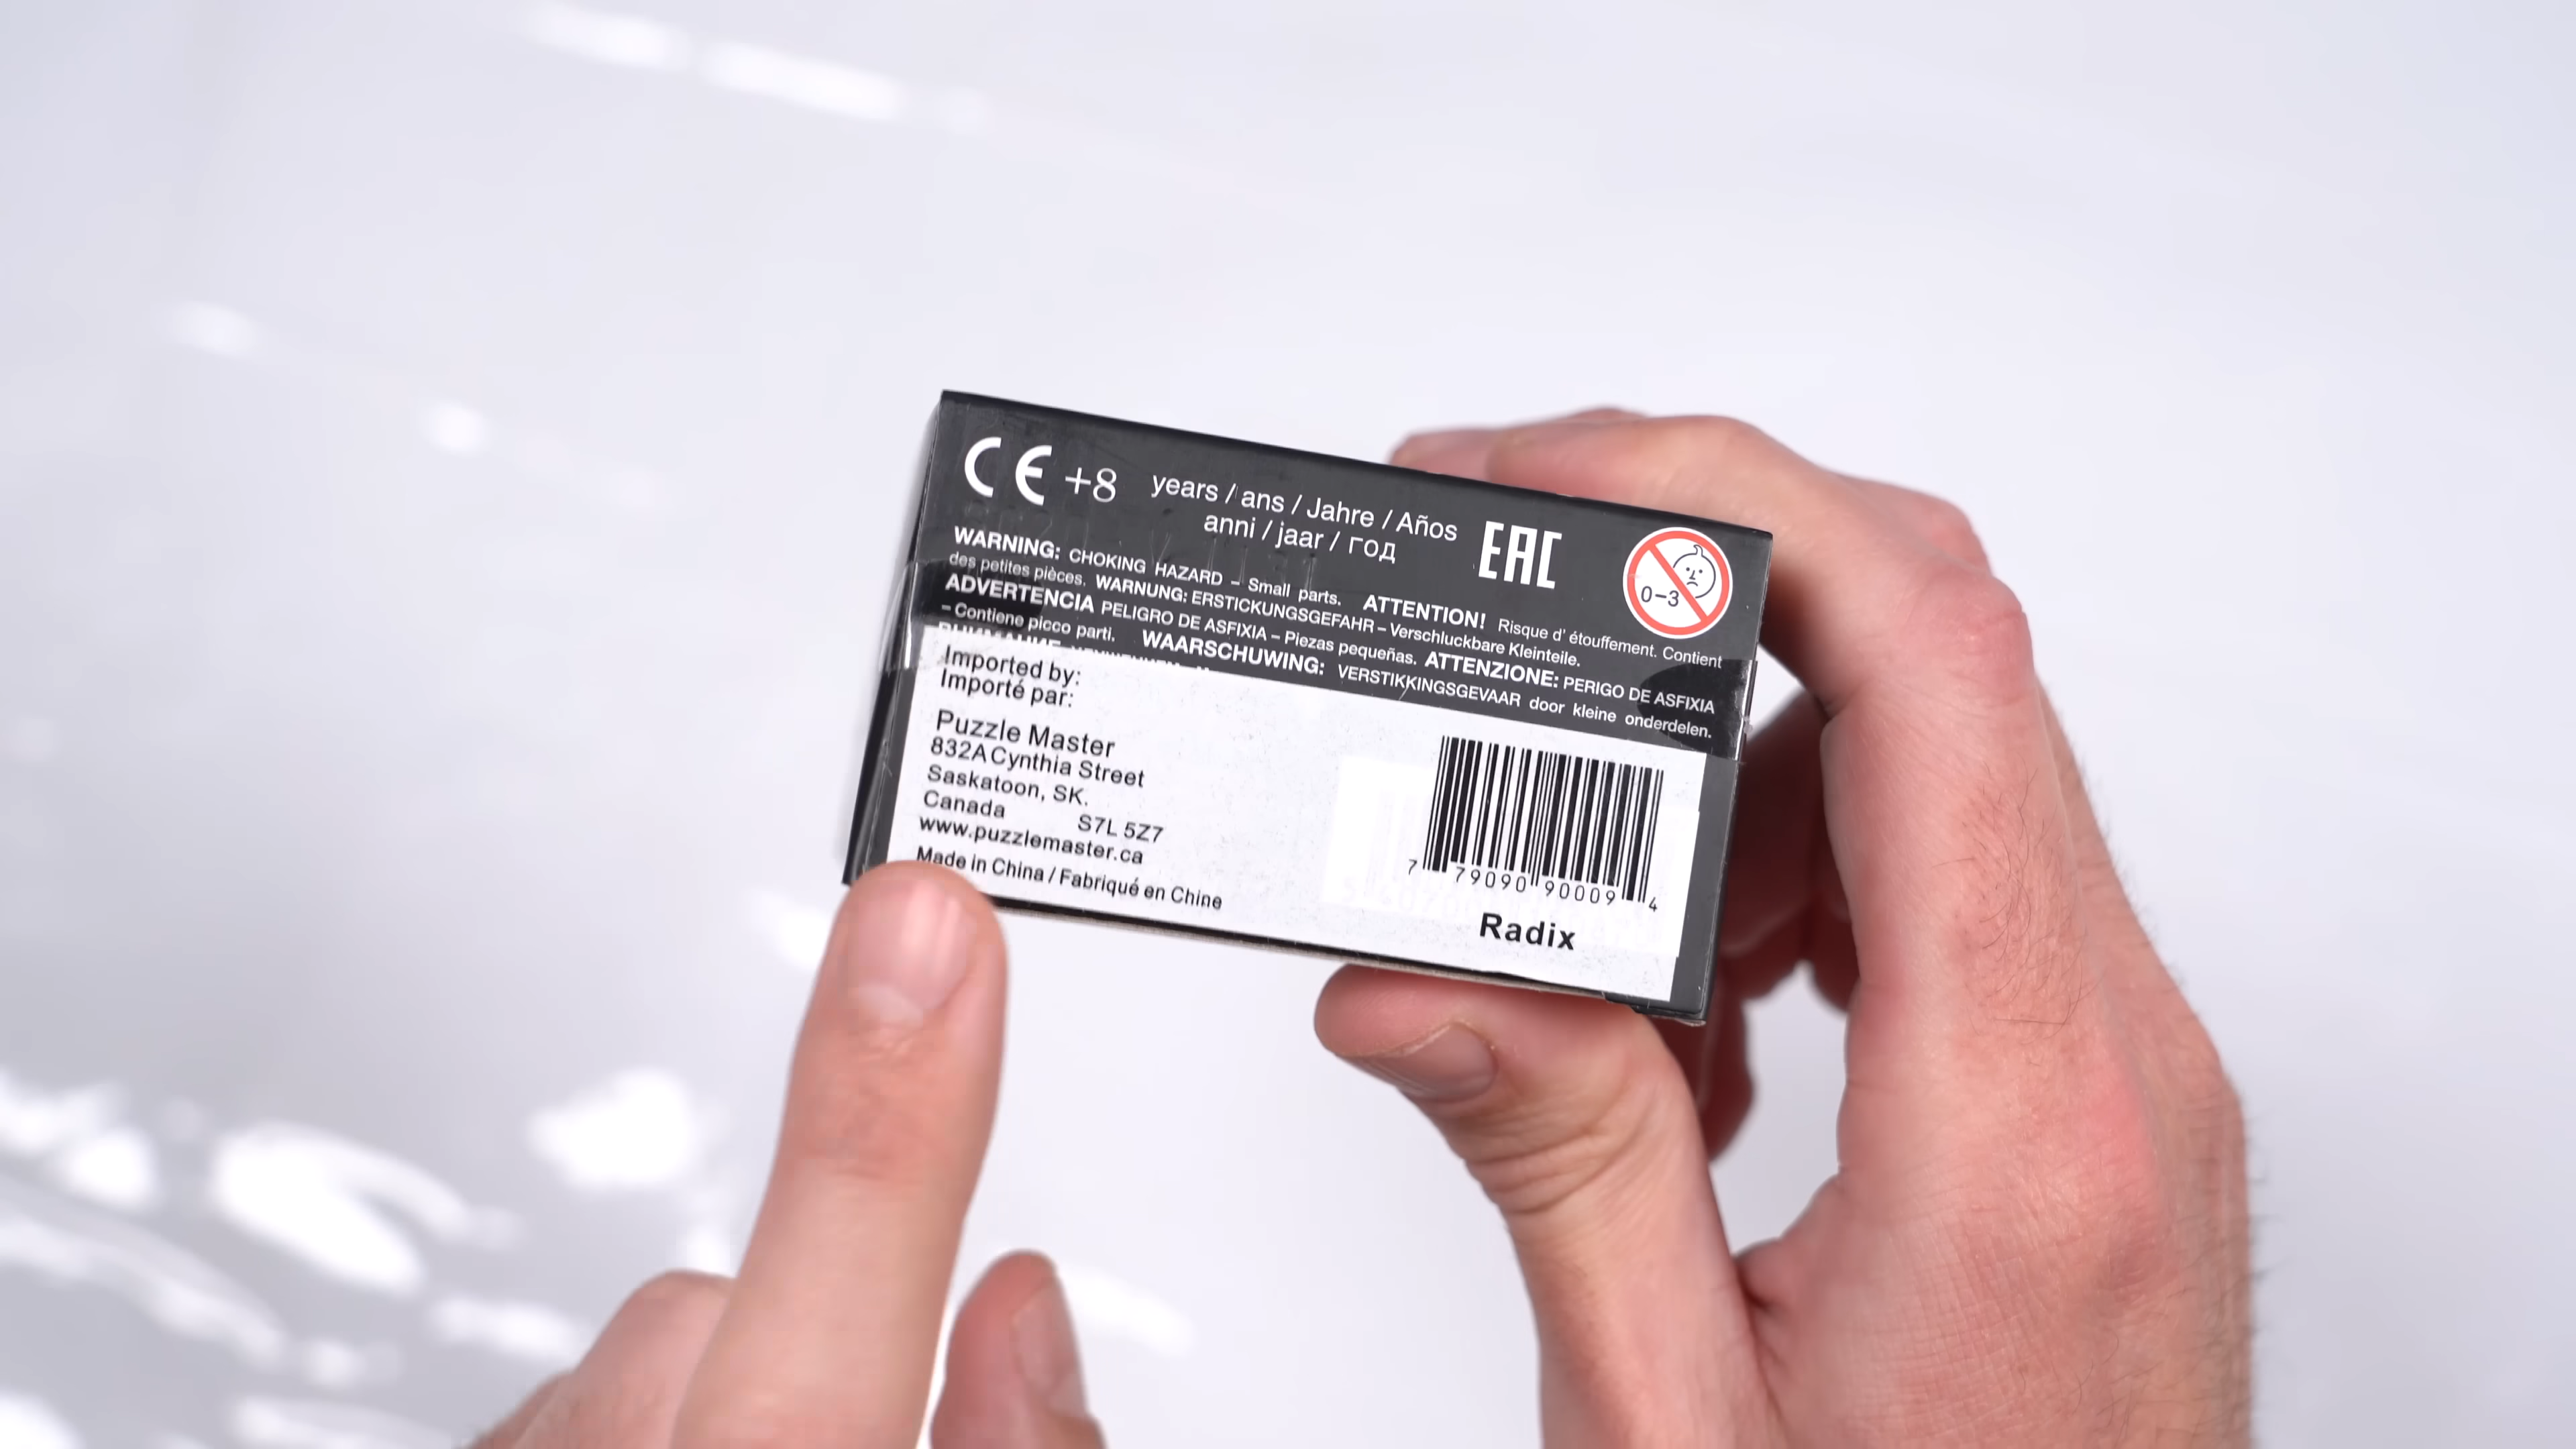 CE +8 years / ans / Jahre / Años
anni / jaar / год
EAC
0-3
WARNING: CHOKING HAZARD – Small parts. ATTENTION! Risque d' étouffement. Contient
des petites pièces. WARNUNG: ERSTICKUNGSGEFAHR – Verschluckbare Kleinteile.
ADVERTENCIA PELIGRO DE ASFIXIA – Piezas pequeñas. ATTENZIONE: PERIGO DE ASFIXIA
– Contiene picco parti. WAARSCHUWING: VERSTIKKINGSGEVAAR door kleine onderdelen.
Imported by:
Importé par:
Puzzle Master
832A Cynthia Street
Saskatoon, SK.
Canada S7L 5Z7
www.puzzlemaster.ca
Made in China / Fabriqué en Chine
7 79090 90009 4
Radix